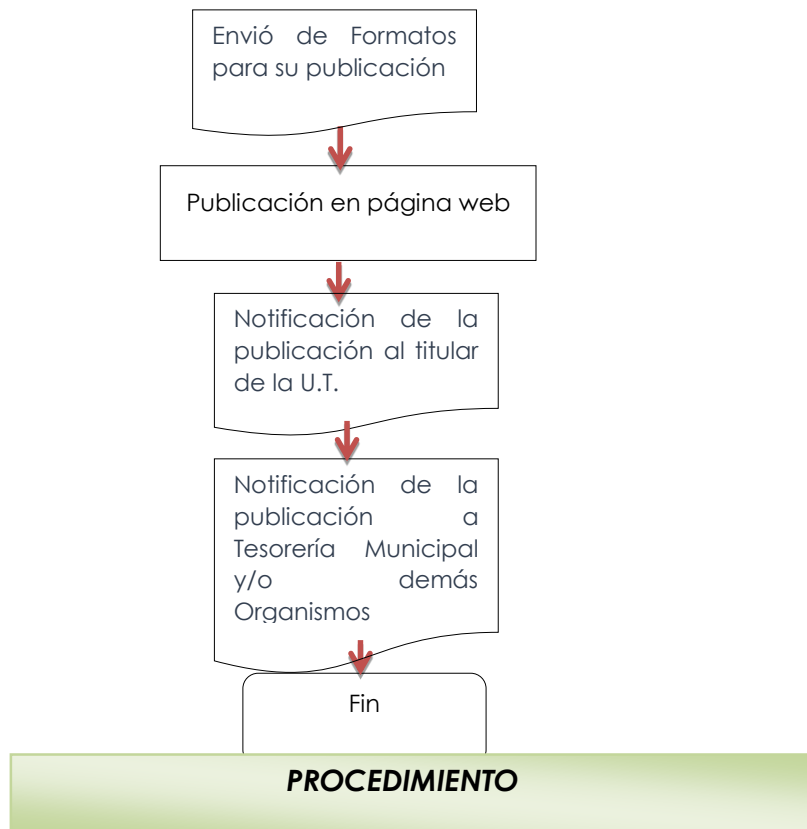 Envió de Formatos
para su publicación
Publicación en página web
Notificación de la
publicación al titular
de la U.T.
Notificación de la
publicación a
Tesorería Municipal
y/o demás
Organismos
Fin
PROCEDIMIENTO